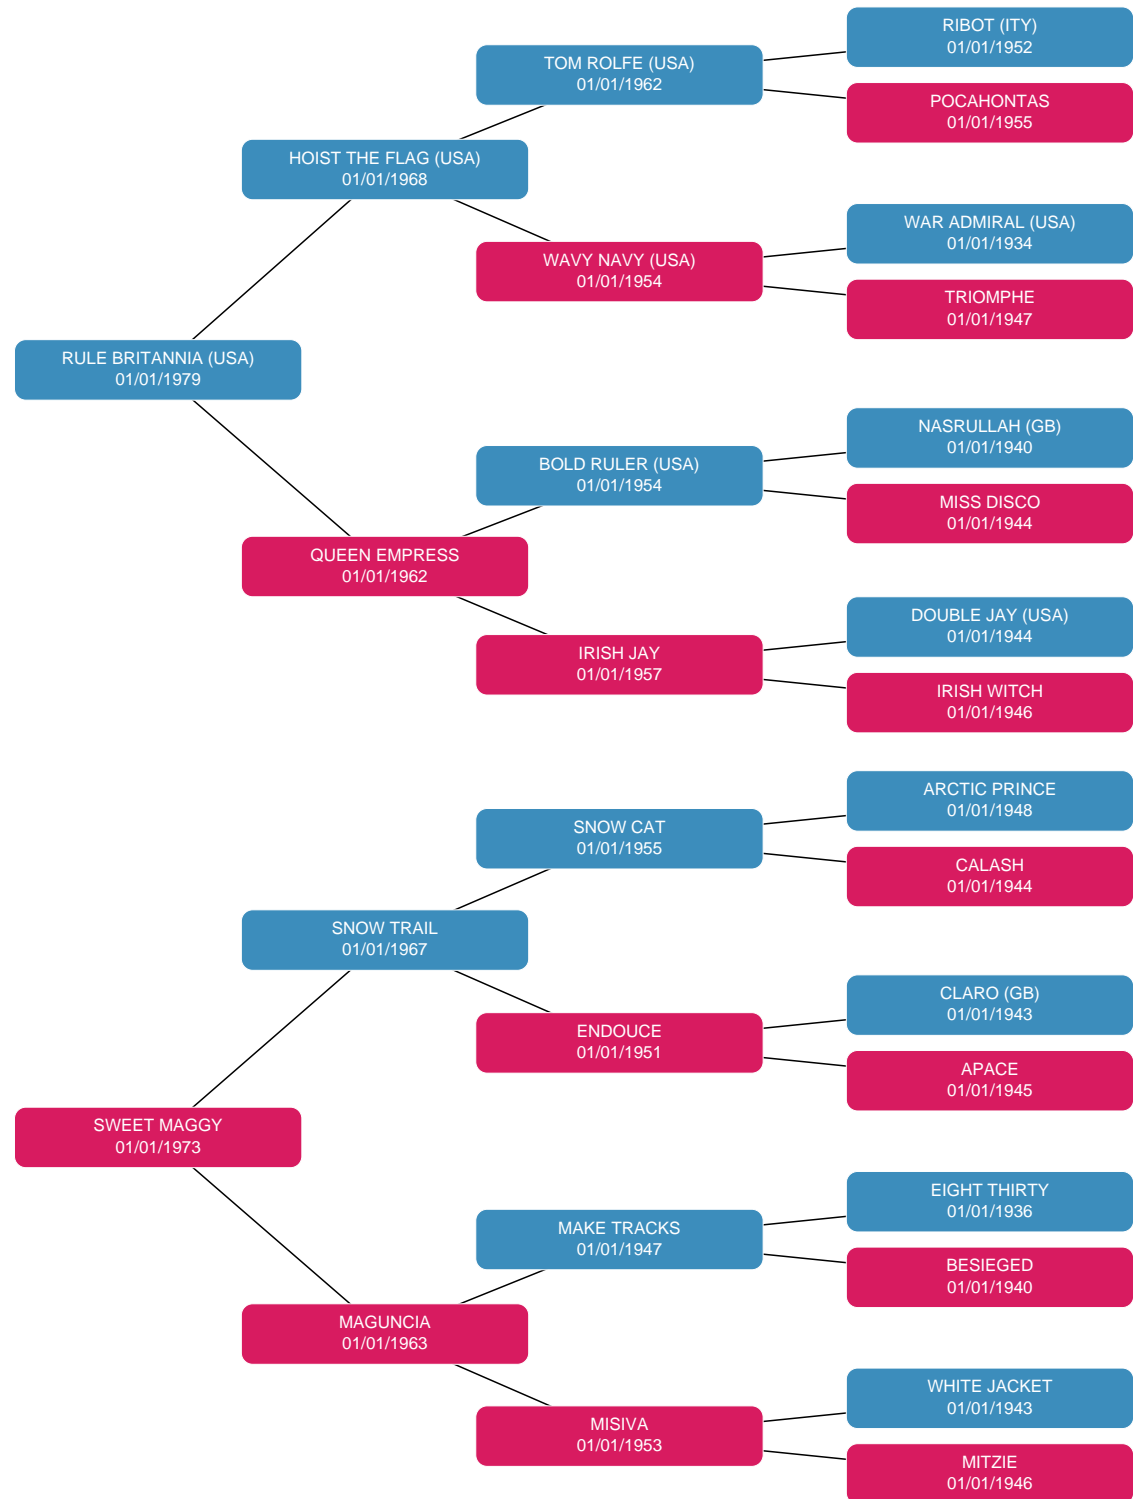 RIBOT (ITY)
01/01/1952
TOM ROLFE (USA)
01/01/1962
POCAHONTAS
01/01/1955
HOIST THE FLAG (USA)
01/01/1968
WAR ADMIRAL (USA)
01/01/1934
WAVY NAVY (USA)
01/01/1954
TRIOMPHE
01/01/1947
RULE BRITANNIA (USA)
01/01/1979
NASRULLAH (GB)
01/01/1940
BOLD RULER (USA)
01/01/1954
MISS DISCO
01/01/1944
QUEEN EMPRESS
01/01/1962
DOUBLE JAY (USA)
01/01/1944
IRISH JAY
01/01/1957
IRISH WITCH
01/01/1946
ARCTIC PRINCE
01/01/1948
SNOW CAT
01/01/1955
CALASH
01/01/1944
SNOW TRAIL
01/01/1967
CLARO (GB)
01/01/1943
ENDOUCE
01/01/1951
APACE
01/01/1945
SWEET MAGGY
01/01/1973
EIGHT THIRTY
01/01/1936
MAKE TRACKS
01/01/1947
BESIEGED
01/01/1940
MAGUNCIA
01/01/1963
WHITE JACKET
01/01/1943
MISIVA
01/01/1953
MITZIE
01/01/1946